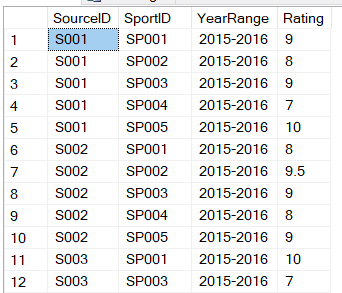 SourceID SportID YearRange Rating
1 S001 SP001 2015-2016 9
2 S001 SP002 2015-2016 8
3 S001 SP003 2015-2016 9
4 S001 SP004 2015-2016 7
5 S001 SP005 2015-2016 10
6 S002 SP001 2015-2016 8
7 S002 SP002 2015-2016 9.5
8 S002 SP003 2015-2016 9
9 S002 SP004 2015-2016 8
10 S002 SP005 2015-2016 9
11 S003 SP001 2015-2016 10
12 S003 SP003 2015-2016 7